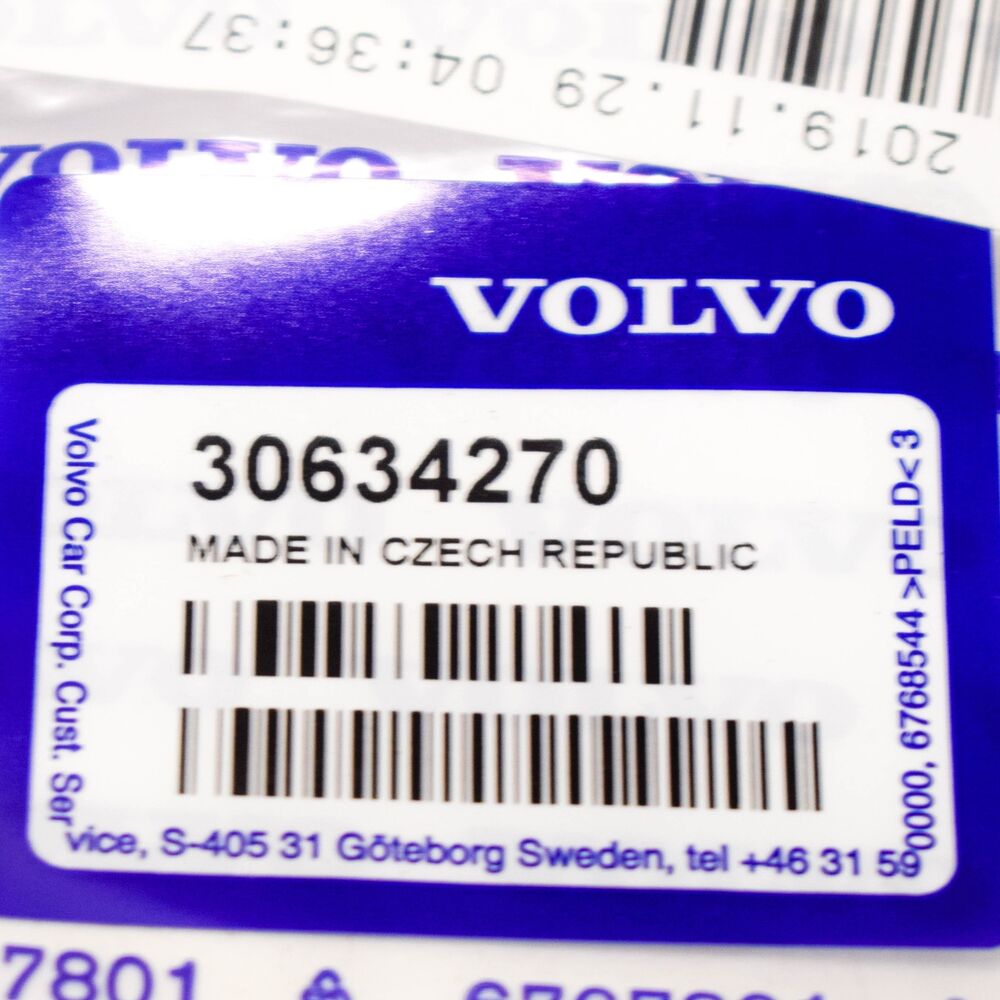 2019.11.29 04:36:37
VOLVO
VOLVO
30634270
MADE IN CZECH REPUBLIC
Volvo Car Corp. Cust. Service, S-405 31 Göteborg Sweden, tel +46 31 590000, 6768544 >PELD< 3
7801